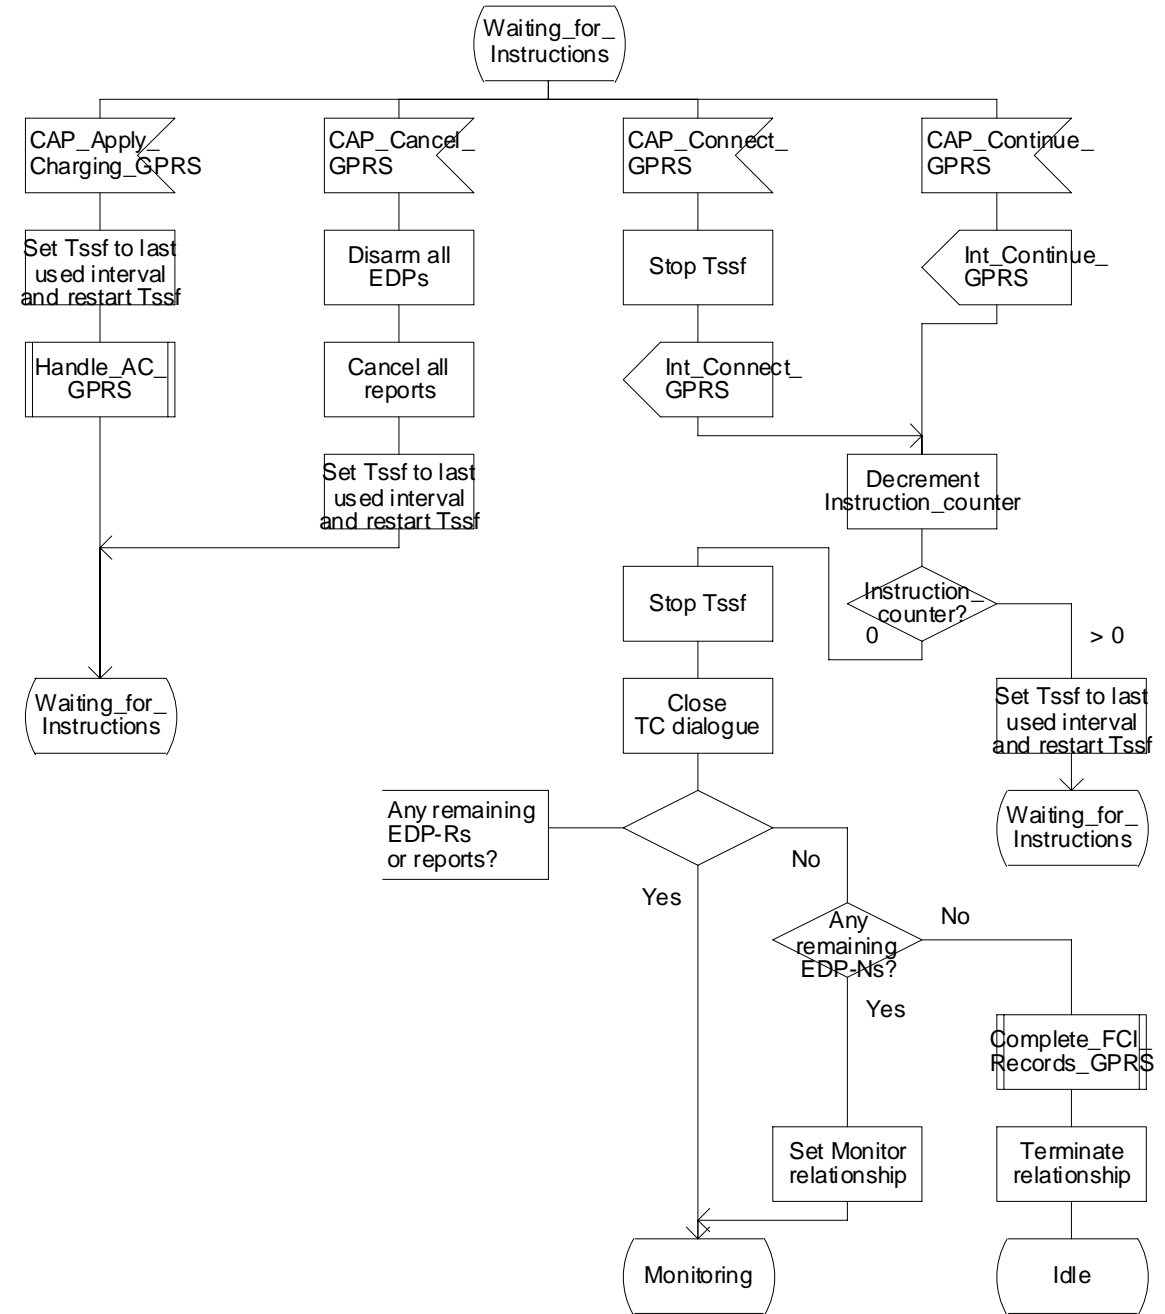 Waiting_for_
Instructions
CAP_Apply_
Charging_GPRS
CAP_Cancel_
GPRS
CAP_Connect_
GPRS
CAP_Continue_
GPRS
Set Tssf to last
used interval
and restart Tssf
Disarm all
EDPs
Stop Tssf
Int_Continue_
GPRS
Handle_AC_
GPRS
Cancel all
reports
Int_Connect_
GPRS
Set Tssf to last
used interval
and restart Tssf
Decrement
Instruction_counter
Stop Tssf
Instruction_
counter?
0
> 0
Waiting_for_
Instructions
Close
TC dialogue
Set Tssf to last
used interval
and restart Tssf
Any remaining
EDP-Rs
or reports?
Waiting_for_
Instructions
No
Yes
Any
remaining
EDP-Ns?
No
Yes
Complete_FCI_
Records_GPRS
Set Monitor
relationship
Terminate
relationship
Monitoring
Idle